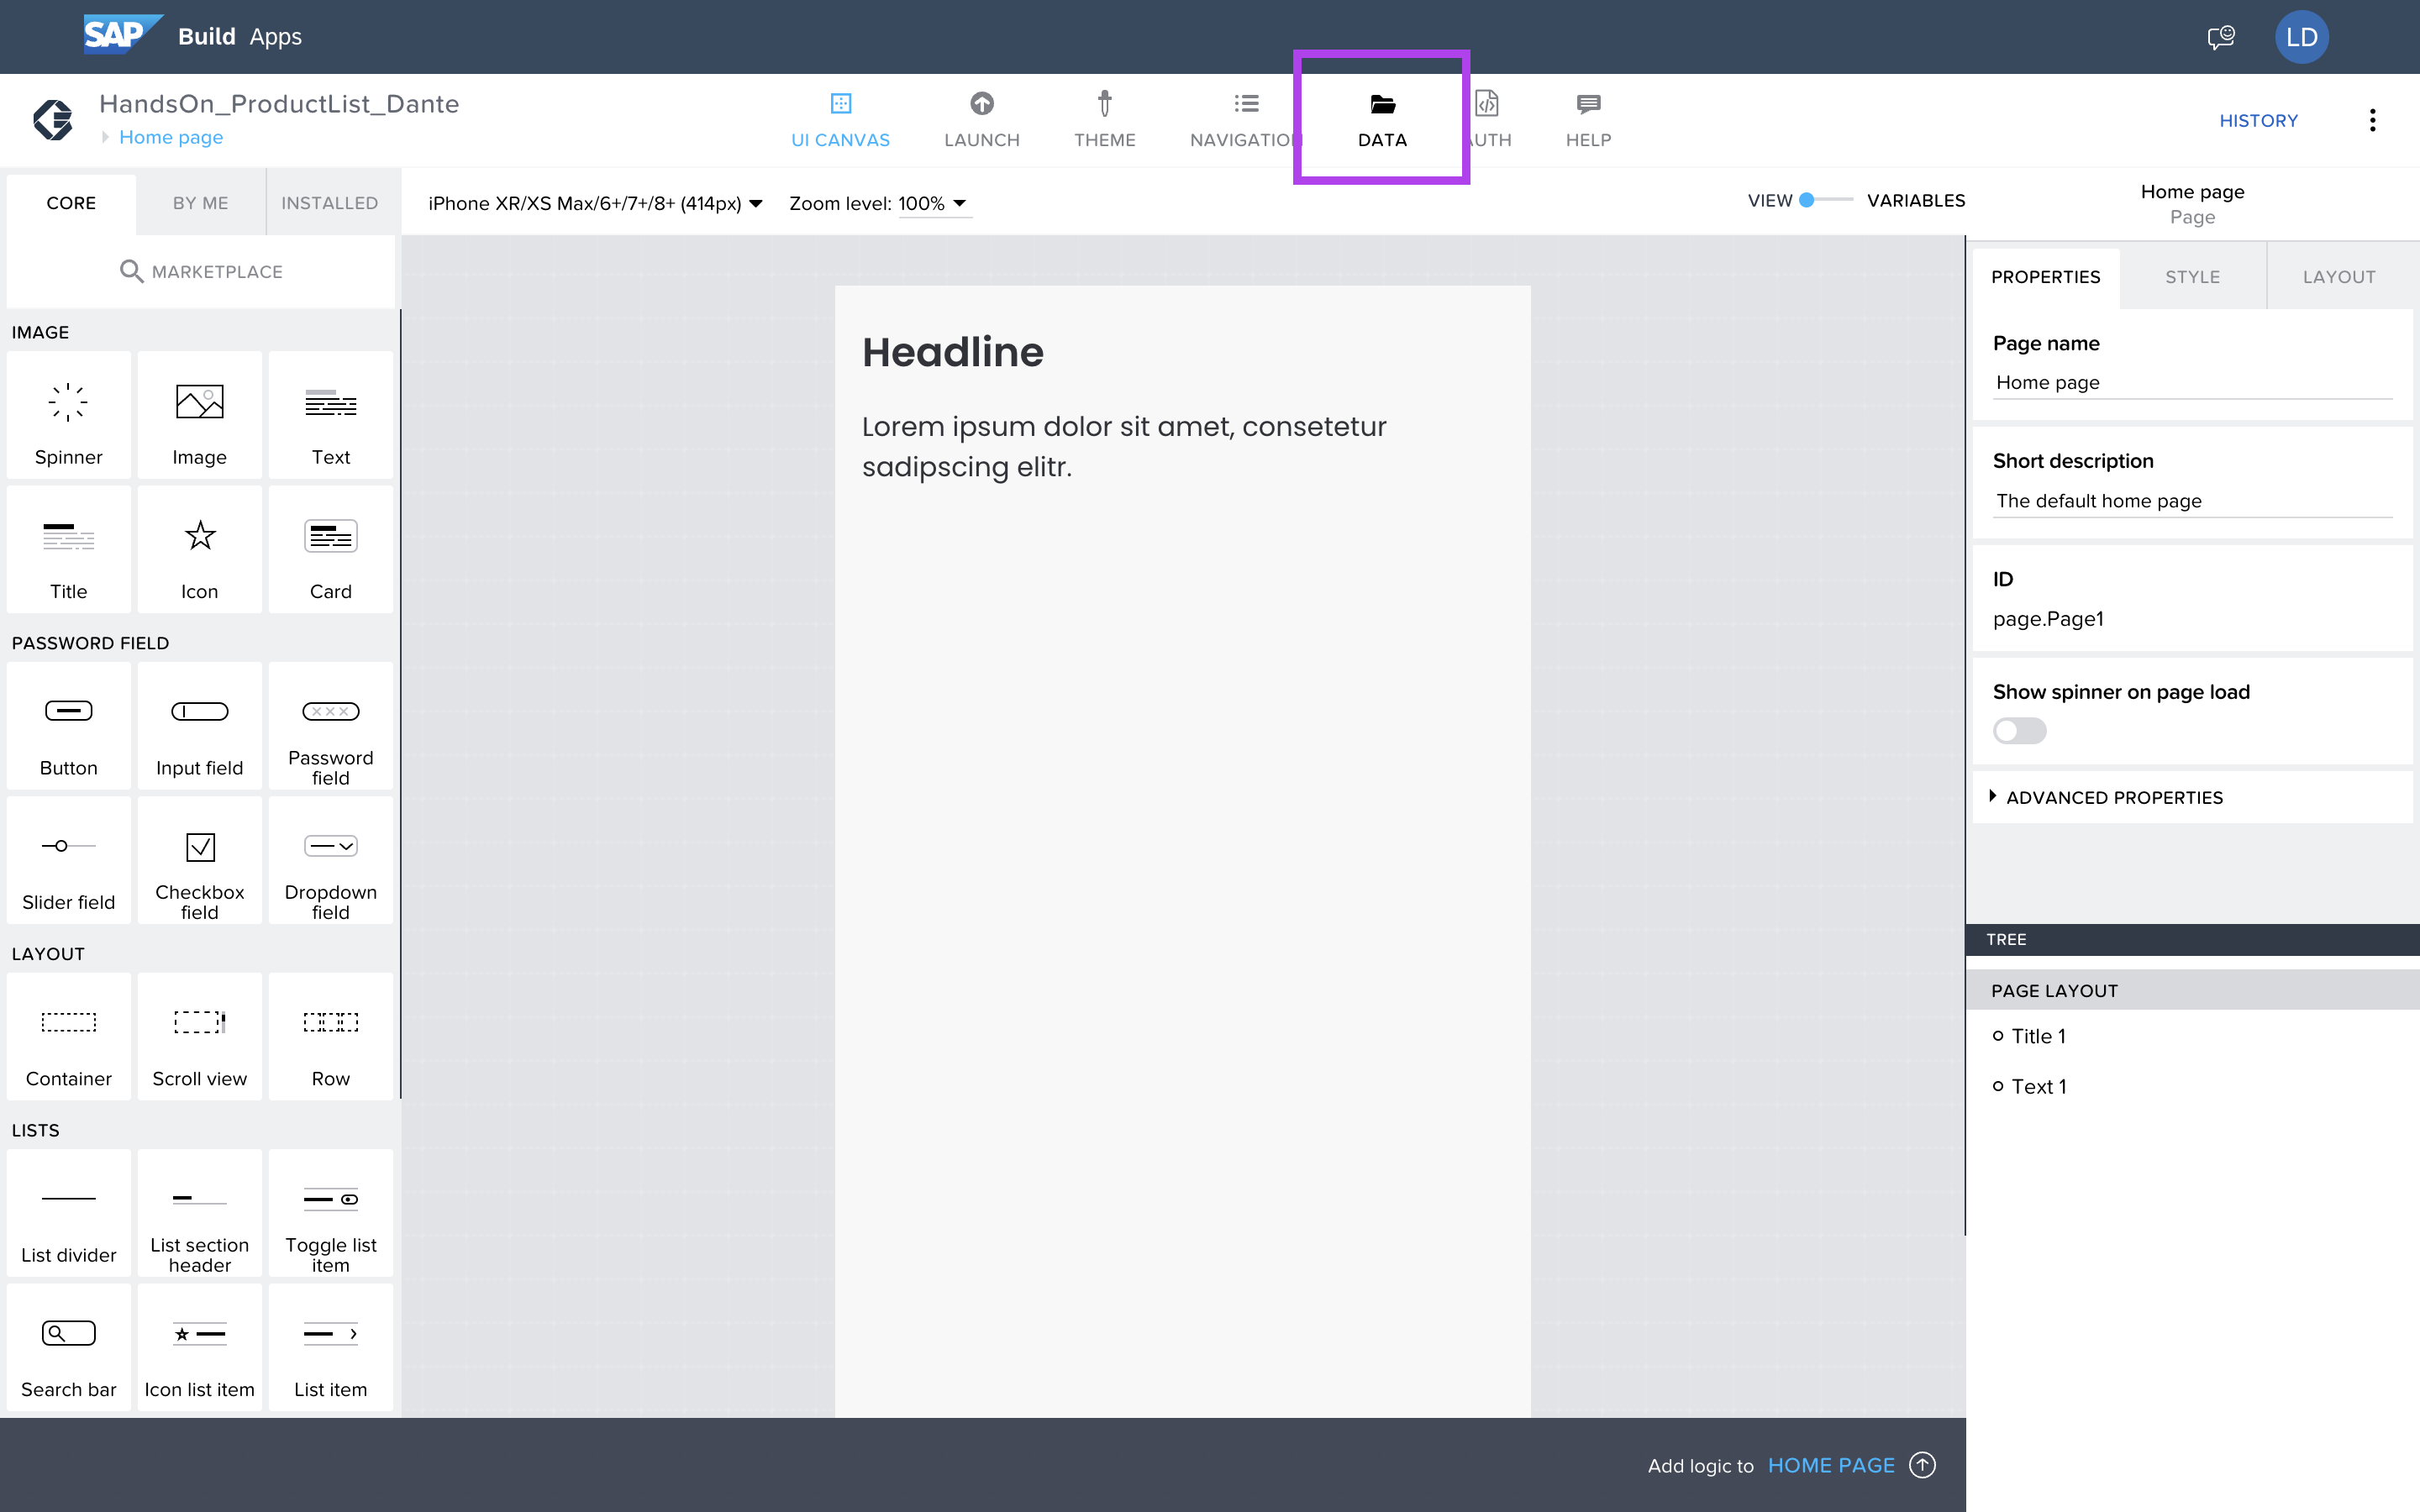 SAP Build Apps
LD
HandsOn_ProductList_Dante
Home page
UI CANVAS
LAUNCH
THEME
NAVIGATION
DATA
AUTH
HELP
HISTORY
CORE
BY ME
INSTALLED
iPhone XR/XS Max/6+/7+/8+ (414px)
Zoom level: 100%
VIEW
VARIABLES
Home page
Page
MARKETPLACE
PROPERTIES
STYLE
LAYOUT
IMAGE
Spinner
Image
Text
Title
Icon
Card
PASSWORD FIELD
Button
Input field
Password
field
Slider field
Checkbox
field
Dropdown
field
LAYOUT
Container
Scroll view
Row
LISTS
List divider
List section
header
Toggle list
item
Search bar
Icon list item
List item
Headline
Lorem ipsum dolor sit amet, consetetur
sadipscing elitr.
Page name
Home page
Short description
The default home page
ID
page.Page1
Show spinner on page load
ADVANCED PROPERTIES
TREE
PAGE LAYOUT
Title 1
Text 1
Add logic to HOME PAGE